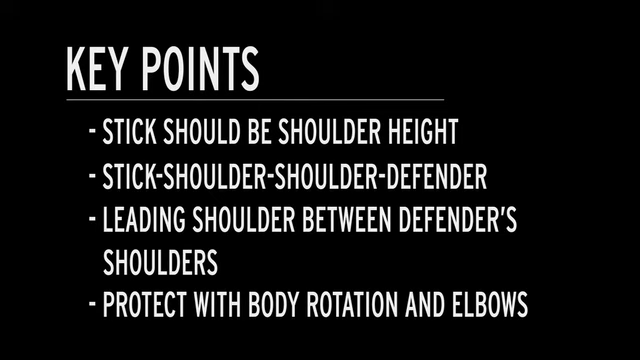 KEY POINTS
- STICK SHOULD BE SHOULDER HEIGHT
- STICK-SHOULDER-SHOULDER-DEFENDER
- LEADING SHOULDER BETWEEN DEFENDER'S
SHOULDERS
- PROTECT WITH BODY ROTATION AND ELBOWS